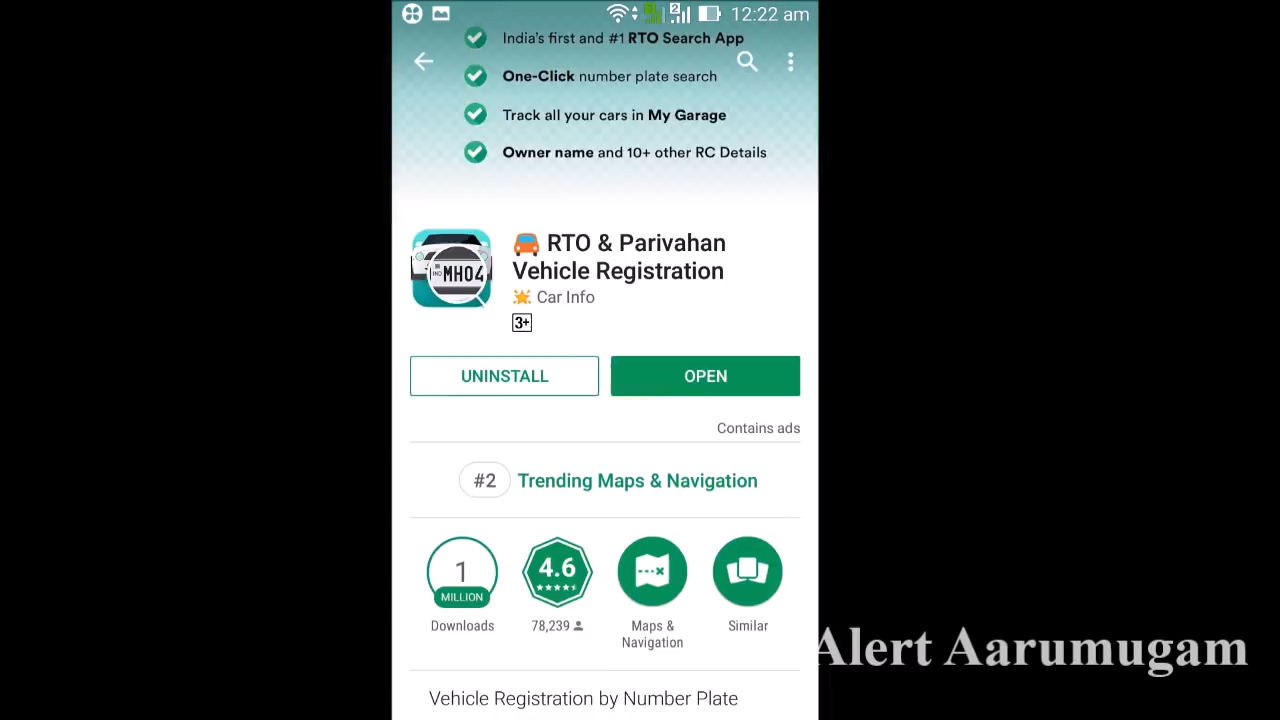 12:22 am
India's first and #1 RTO Search App
One-Click number plate search
Track all your cars in My Garage
Owner name and 10+ other RC Details
MH04
RTO & Parivahan
Vehicle Registration
Car Info
3+
UNINSTALL
OPEN
Contains ads
#2 Trending Maps & Navigation
1
MILLION
Downloads
4.6
78,239
Maps &
Navigation
Similar
Alert Aarumugam
Vehicle Registration by Number Plate